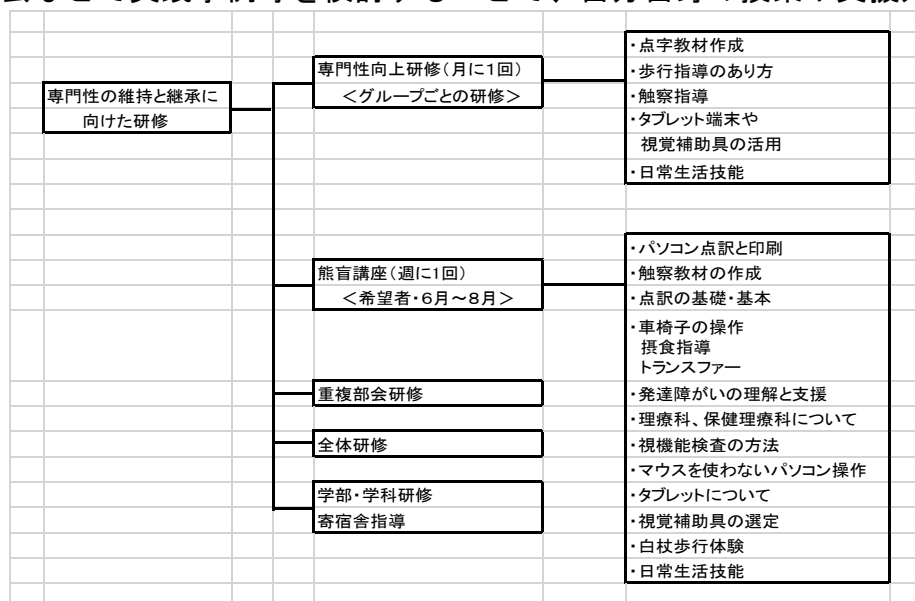 専門性の維持と継承に
向けた研修
専門性向上研修(月に1回)
<グループごとの研修>
・点字教材作成
・歩行指導のあり方
・触察指導
・タブレット端末や
視覚補助具の活用
・日常生活技能
熊盲講座(週に1回)
<希望者・6月~8月>
・パソコン点訳と印刷
・触察教材の作成
・点訳の基礎・基本
・車椅子の操作
摂食指導
トランスファー
・発達障がいの理解と支援
・理療科、保健理療科について
・視機能検査の方法
・マウスを使わないパソコン操作
・タブレットについて
・視覚補助具の選定
・白杖歩行体験
・日常生活技能
重複部会研修
全体研修
学部・学科研修
寄宿舎指導